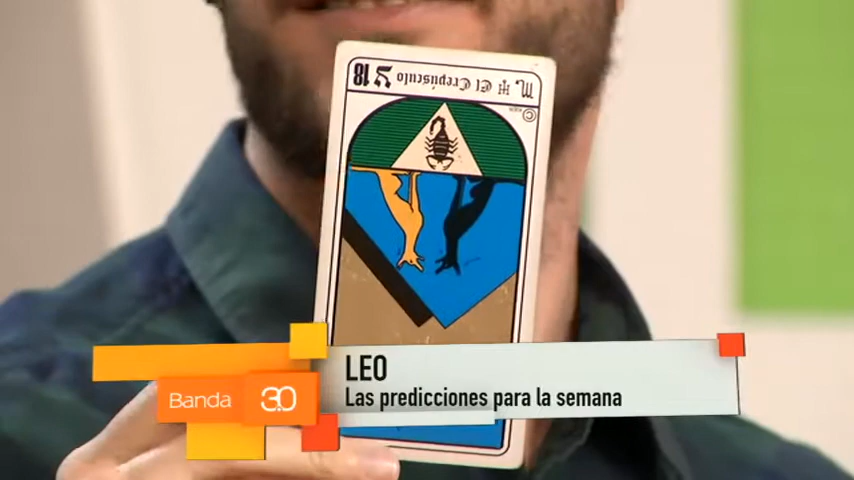 ♏ ♅ El Crepúsculo צ 18
©
LEO
Las predicciones para la semana
Banda 3.0